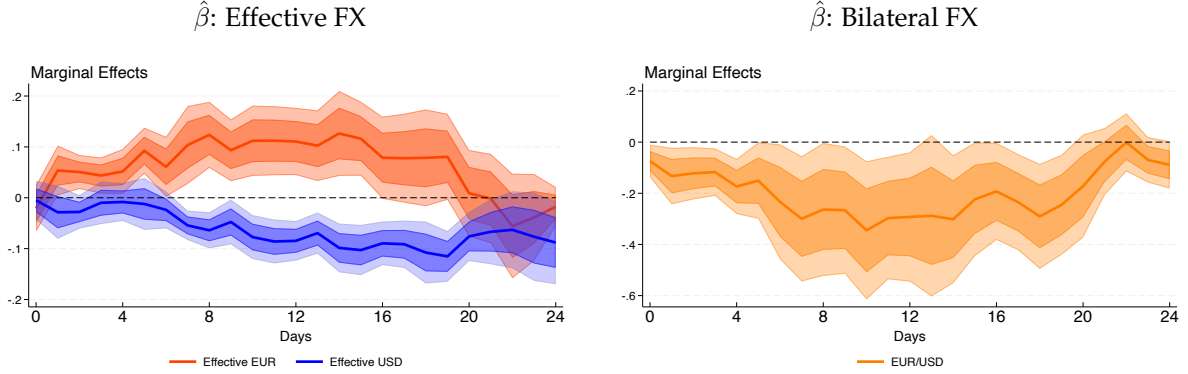 β̂: Effective FX
Marginal Effects
.2
.1
0
-.1
-.2
0 4 8 12 16 20 24
Days
Effective EUR Effective USD
β̂: Bilateral FX
Marginal Effects
.2
0
-.2
-.4
-.6
0 4 8 12 16 20 24
Days
EUR/USD